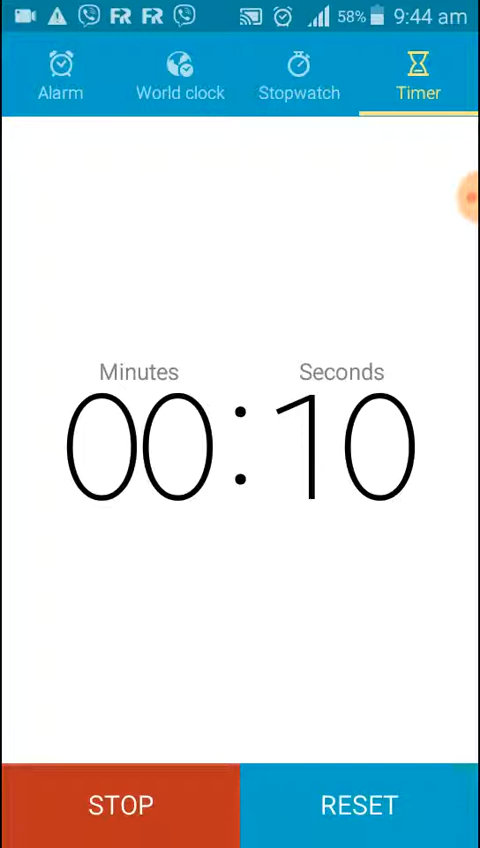 FR FR 58% 9:44 am
Alarm World clock Stopwatch Timer
Minutes Seconds
00:10
STOP RESET